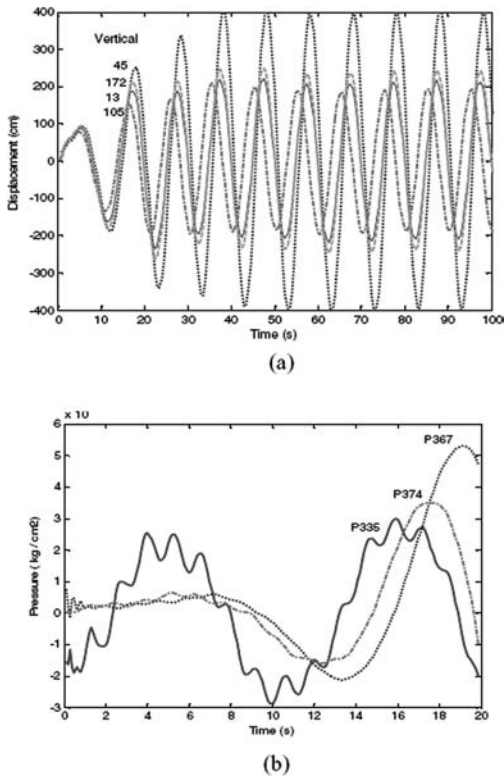 400
Vertical
300
45
200
172
13
100
105
0
-100
-200
-300
-400
Displacement (cm)
0 10 20 30 40 50 60 70 80 90 100
Time (s)
(a)
x 10
6
P367
5
4
P374
3
P335
2
1
0
-1
-2
-3
Pressure ( kg / cm2)
0 2 4 6 8 10 12 14 16 18 20
Time (s)
(b)